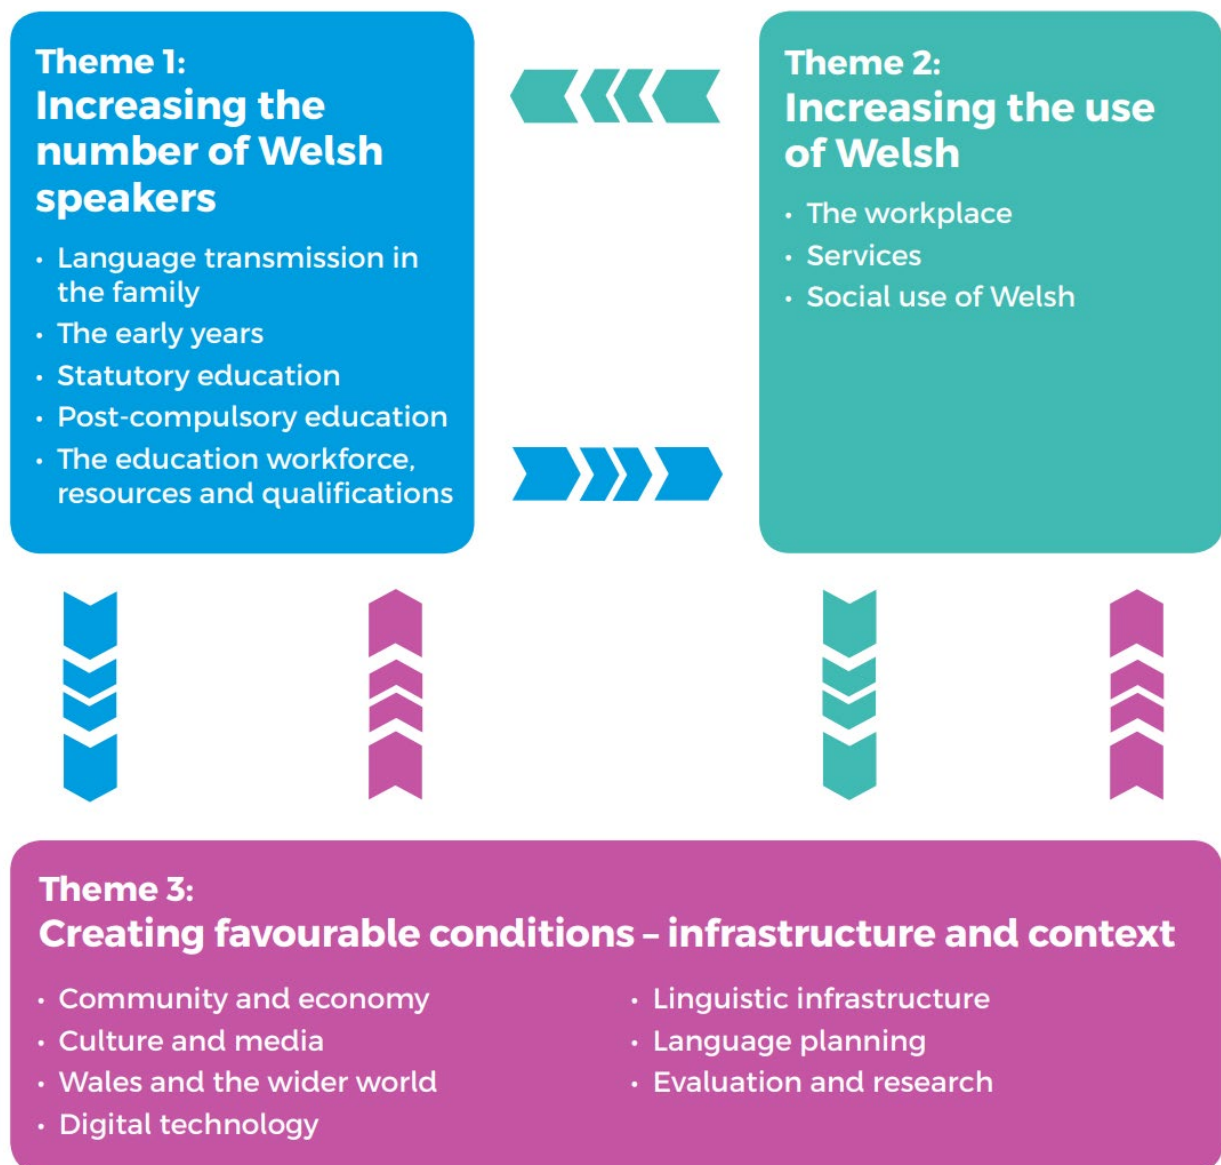 Theme 1:
Increasing the
number of Welsh
speakers
• Language transmission in
the family
• The early years
• Statutory education
• Post-compulsory education
• The education workforce,
resources and qualifications
Theme 2:
Increasing the use
of Welsh
• The workplace
• Services
• Social use of Welsh
Theme 3:
Creating favourable conditions – infrastructure and context
• Community and economy
• Culture and media
• Wales and the wider world
• Digital technology
• Linguistic infrastructure
• Language planning
• Evaluation and research